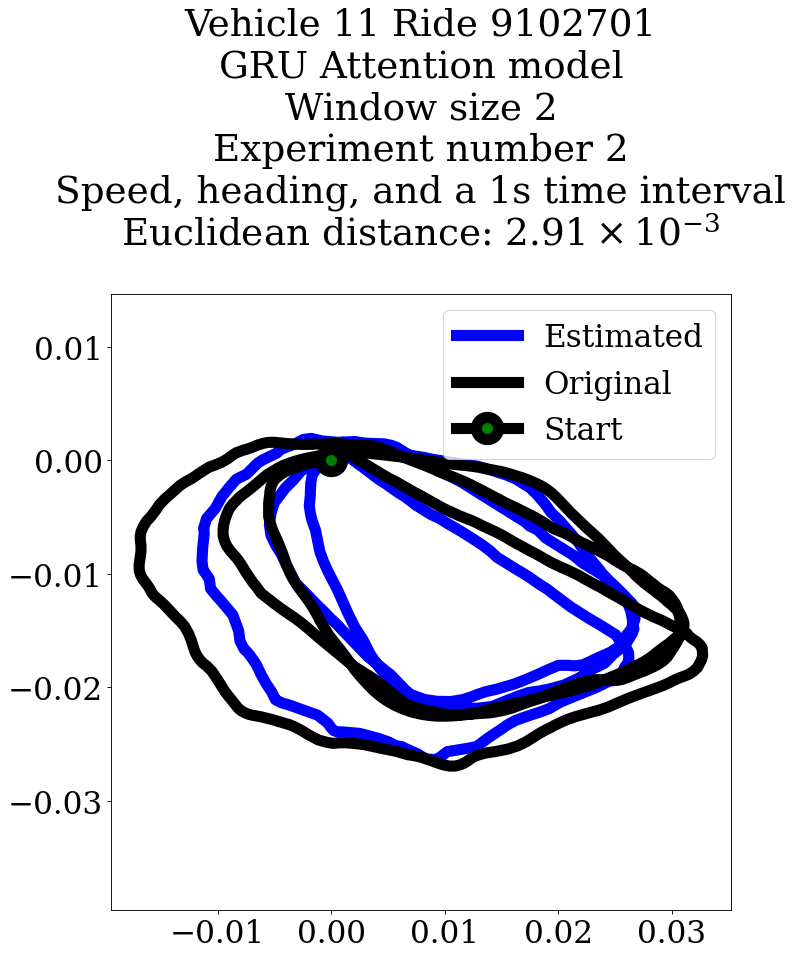 Vehicle 11 Ride 9102701
GRU Attention model
Window size 2
Experiment number 2
Speed, heading, and a 1s time interval
Euclidean distance: 2.91 × 10⁻³
Estimated
Original
Start
0.01
0.00
−0.01
−0.02
−0.03
−0.01 0.00 0.01 0.02 0.03